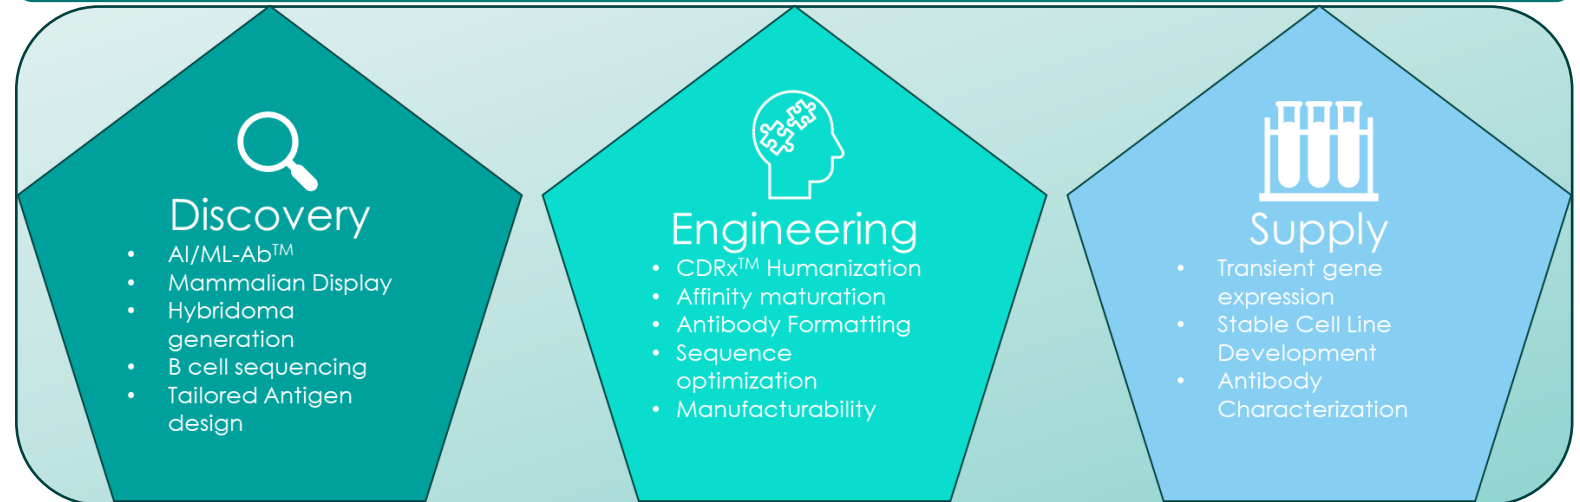 Discovery
• AI/ML-Ab™
• Mammalian Display
• Hybridoma
generation
• B cell sequencing
• Tailored Antigen
design
Engineering
• CDRx™ Humanization
• Affinity maturation
• Antibody Formatting
• Sequence
optimization
• Manufacturability
Supply
• Transient gene
expression
• Stable Cell Line
Development
• Antibody
Characterization